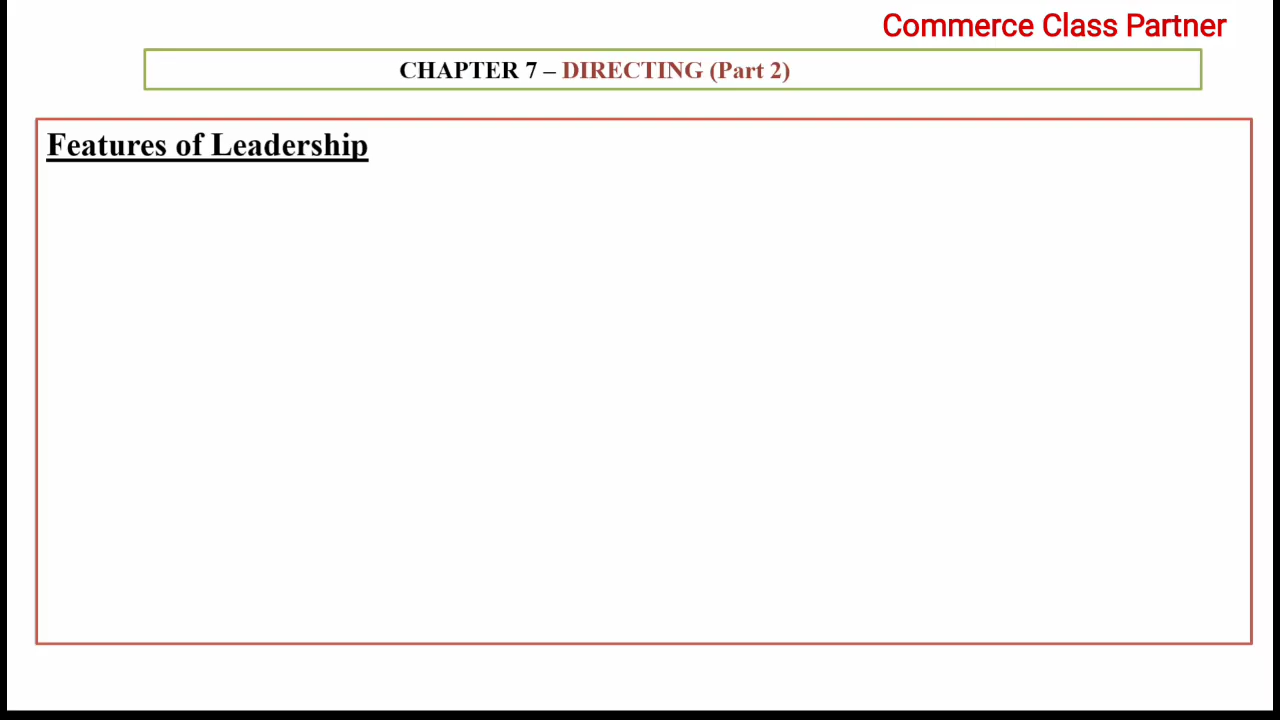 Commerce Class Partner
CHAPTER 7 – DIRECTING (Part 2)
Features of Leadership